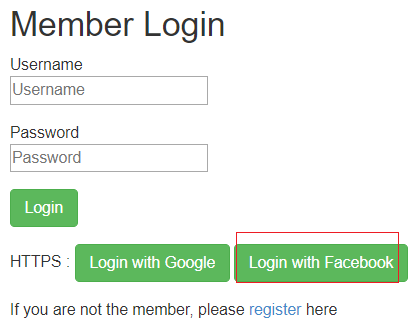 Member Login
Username
Username
Password
Password
Login
HTTPS : Login with Google Login with Facebook
If you are not the member, please register here